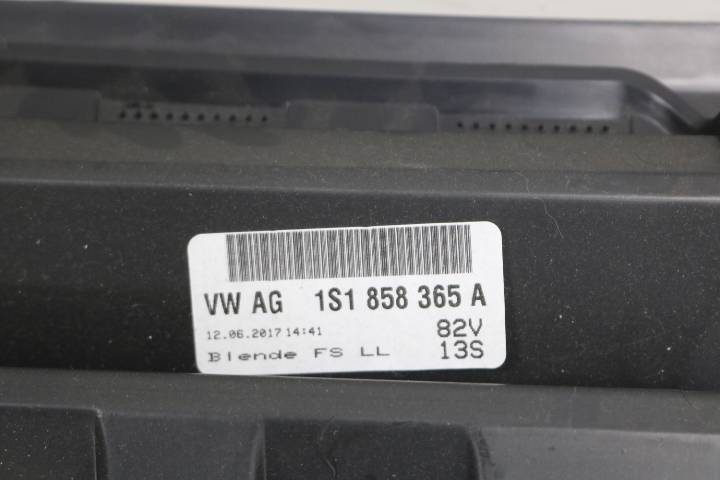 VW AG 1S1 858 365 A
12.06.2017 14:41 82V
Blende FS LL 13S